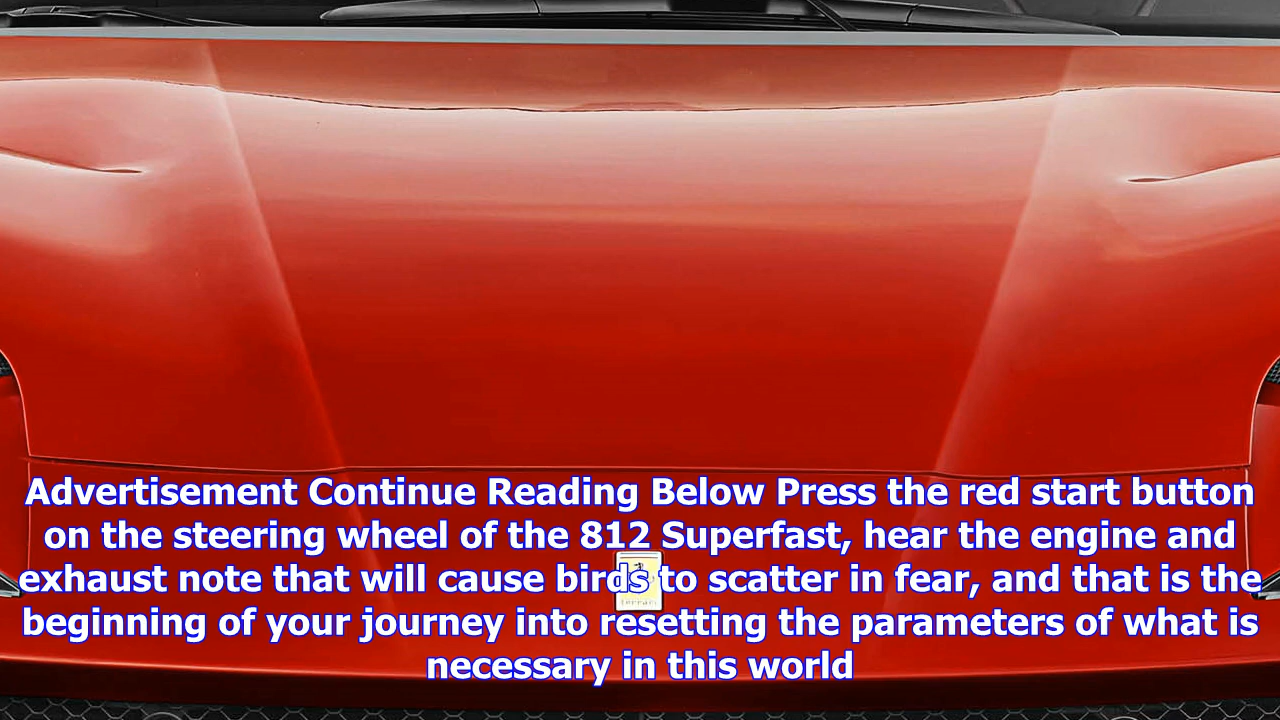 Advertisement Continue Reading Below Press the red start button
on the steering wheel of the 812 Superfast, hear the engine and
exhaust note that will cause birds to scatter in fear, and that is the
beginning of your journey into resetting the parameters of what is
necessary in this world
Ferrari